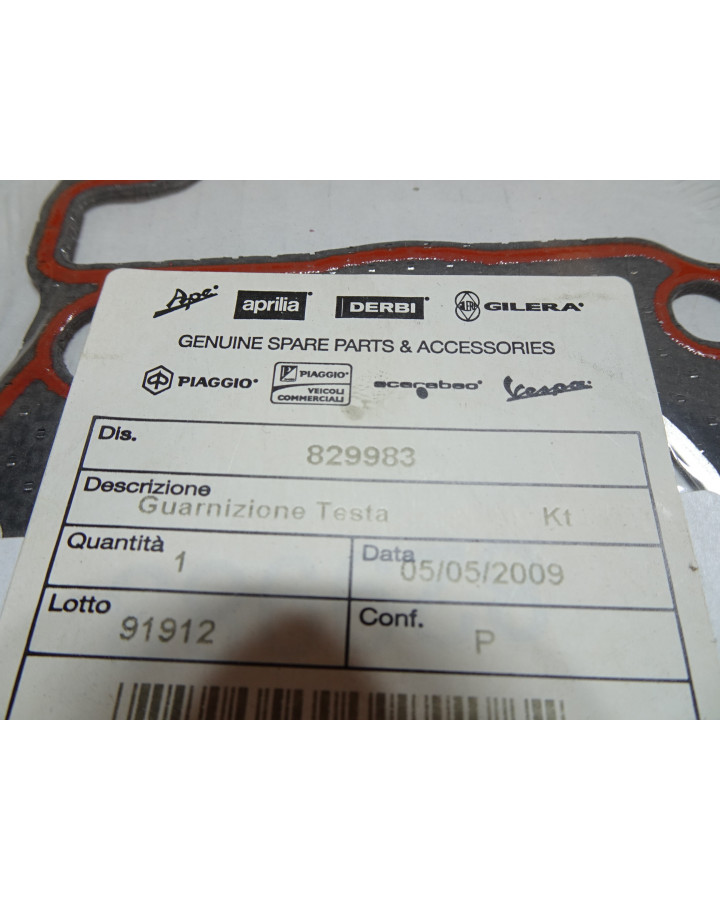 Ape aprilia DERBI GILERA
GENUINE SPARE PARTS & ACCESSORIES
PIAGGIO PIAGGIO scarabeo Vespa
VEICOLI
COMMERCIALI
Dis. 829983
Descrizione
Guarnizione Testa Kt
Quantità 1 Data 05/05/2009
Lotto 91912 Conf. P